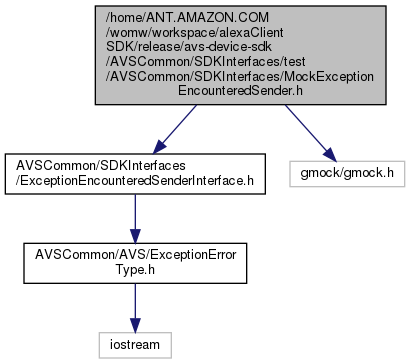 /home/ANT.AMAZON.COM
/womw/workspace/alexaClient
SDK/release/avs-device-sdk
/AVSCommon/SDKInterfaces/test
/AVSCommon/SDKInterfaces/MockException
EncounteredSender.h
AVSCommon/SDKInterfaces
/ExceptionEncounteredSenderInterface.h
gmock/gmock.h
AVSCommon/AVS/ExceptionError
Type.h
iostream